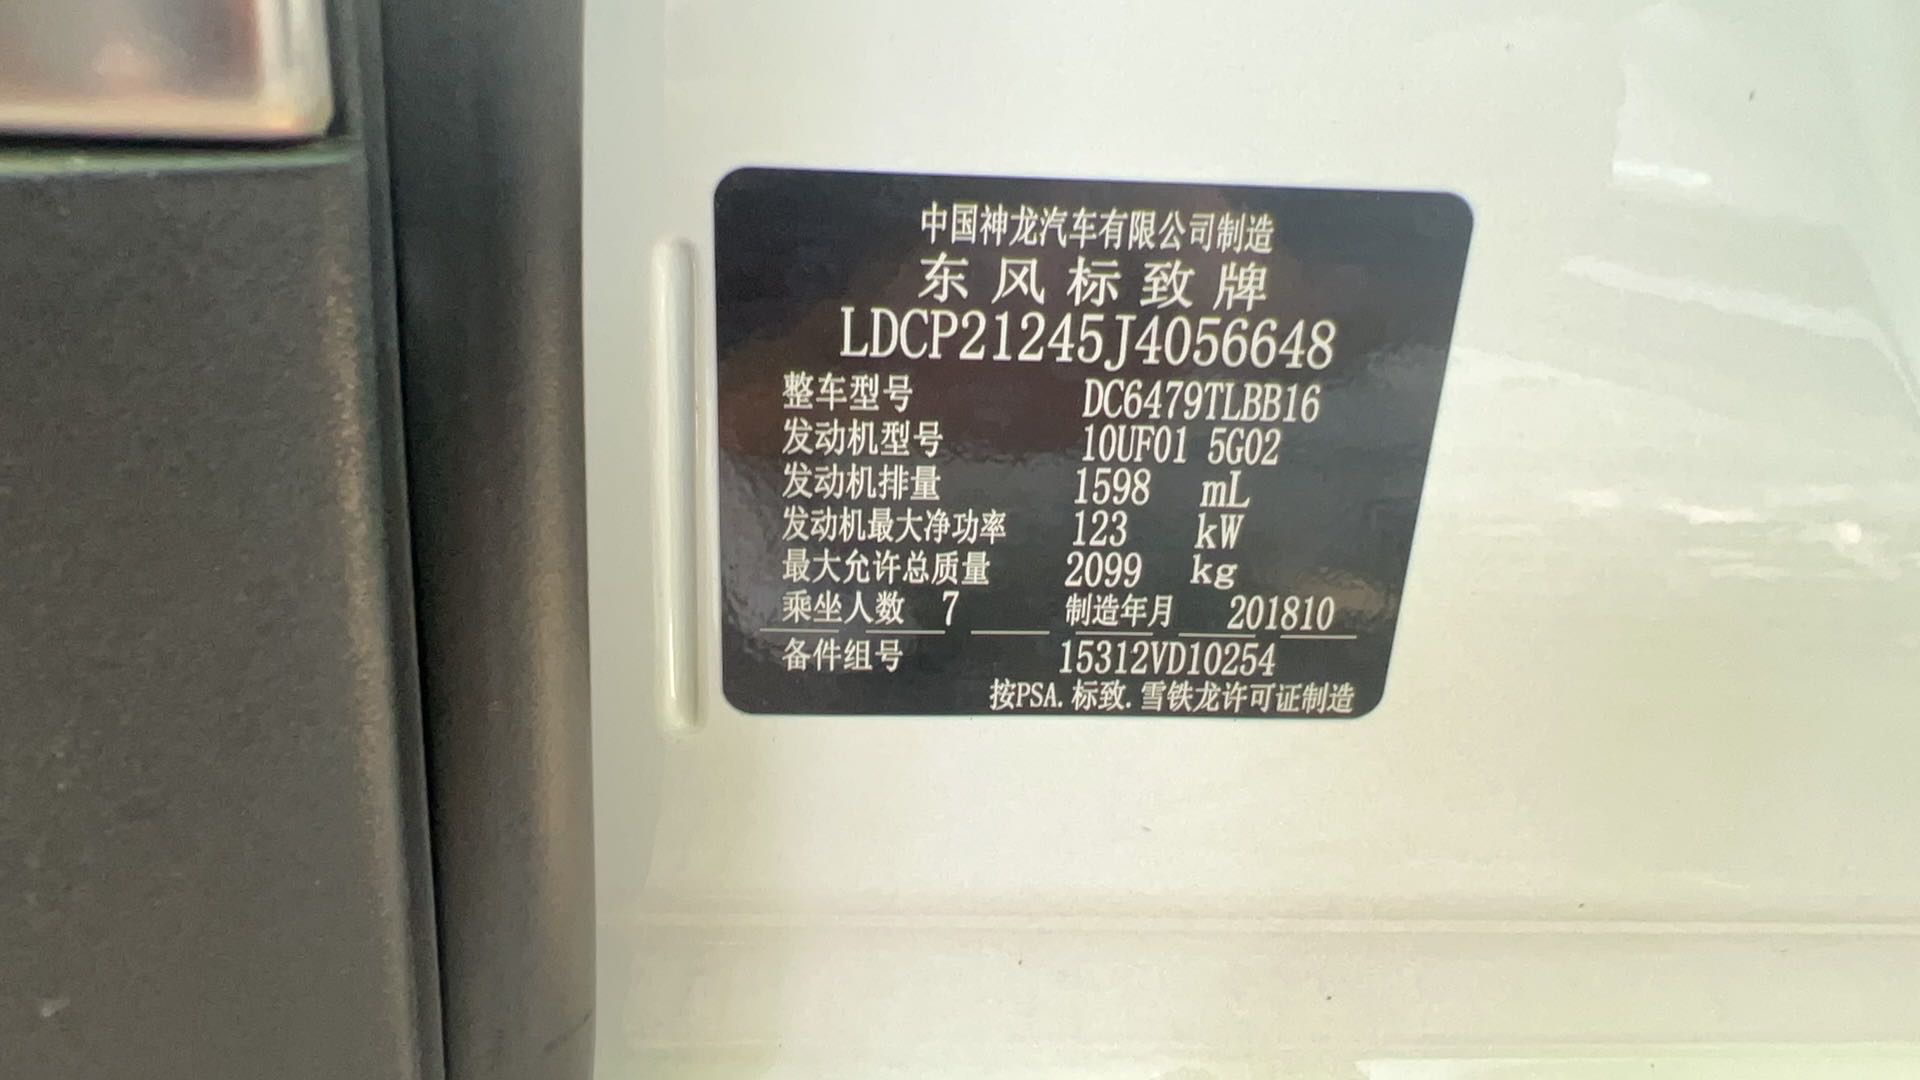 中国神龙汽车有限公司制造
东风标致牌
LDCP21245J4056648
整车型号 DC6479TLBB16
发动机型号 10UF01 5G02
发动机排量 1598 mL
发动机最大净功率 123 kW
最大允许总质量 2099 kg
乘坐人数 7 制造年月 201810
备件组号 15312VD10254
按PSA.标致.雪铁龙许可证制造